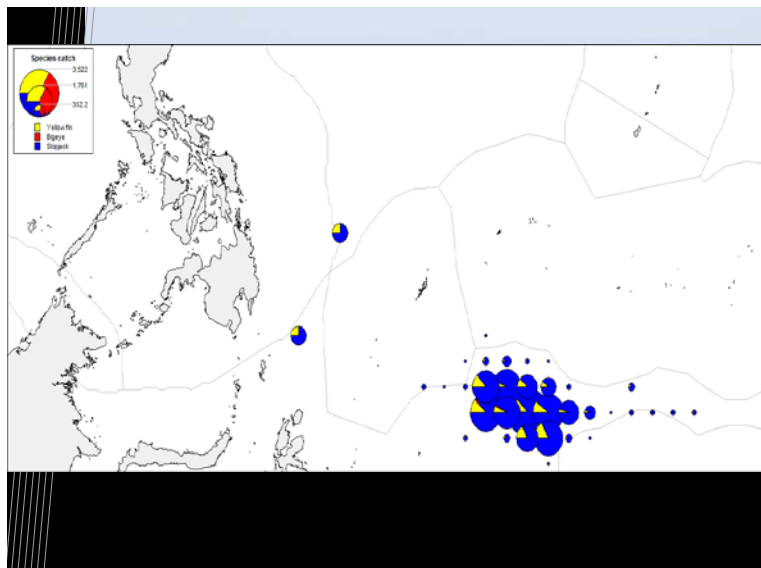 Species catch
3,522
1,761
352.2
Yellowfin
Bigeye
Skipjack